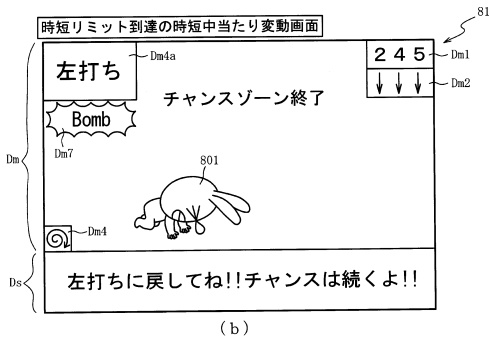 時短リミット到達の時短中当たり変動画面
81
左打ち
Dm4a
2 4 5
Dm1
Dm2
チャンスゾーン終了
Bomb
Dm7
Dm
801
Dm4
Ds
左打ちに戻してね!!チャンスは続くよ!!
(b)